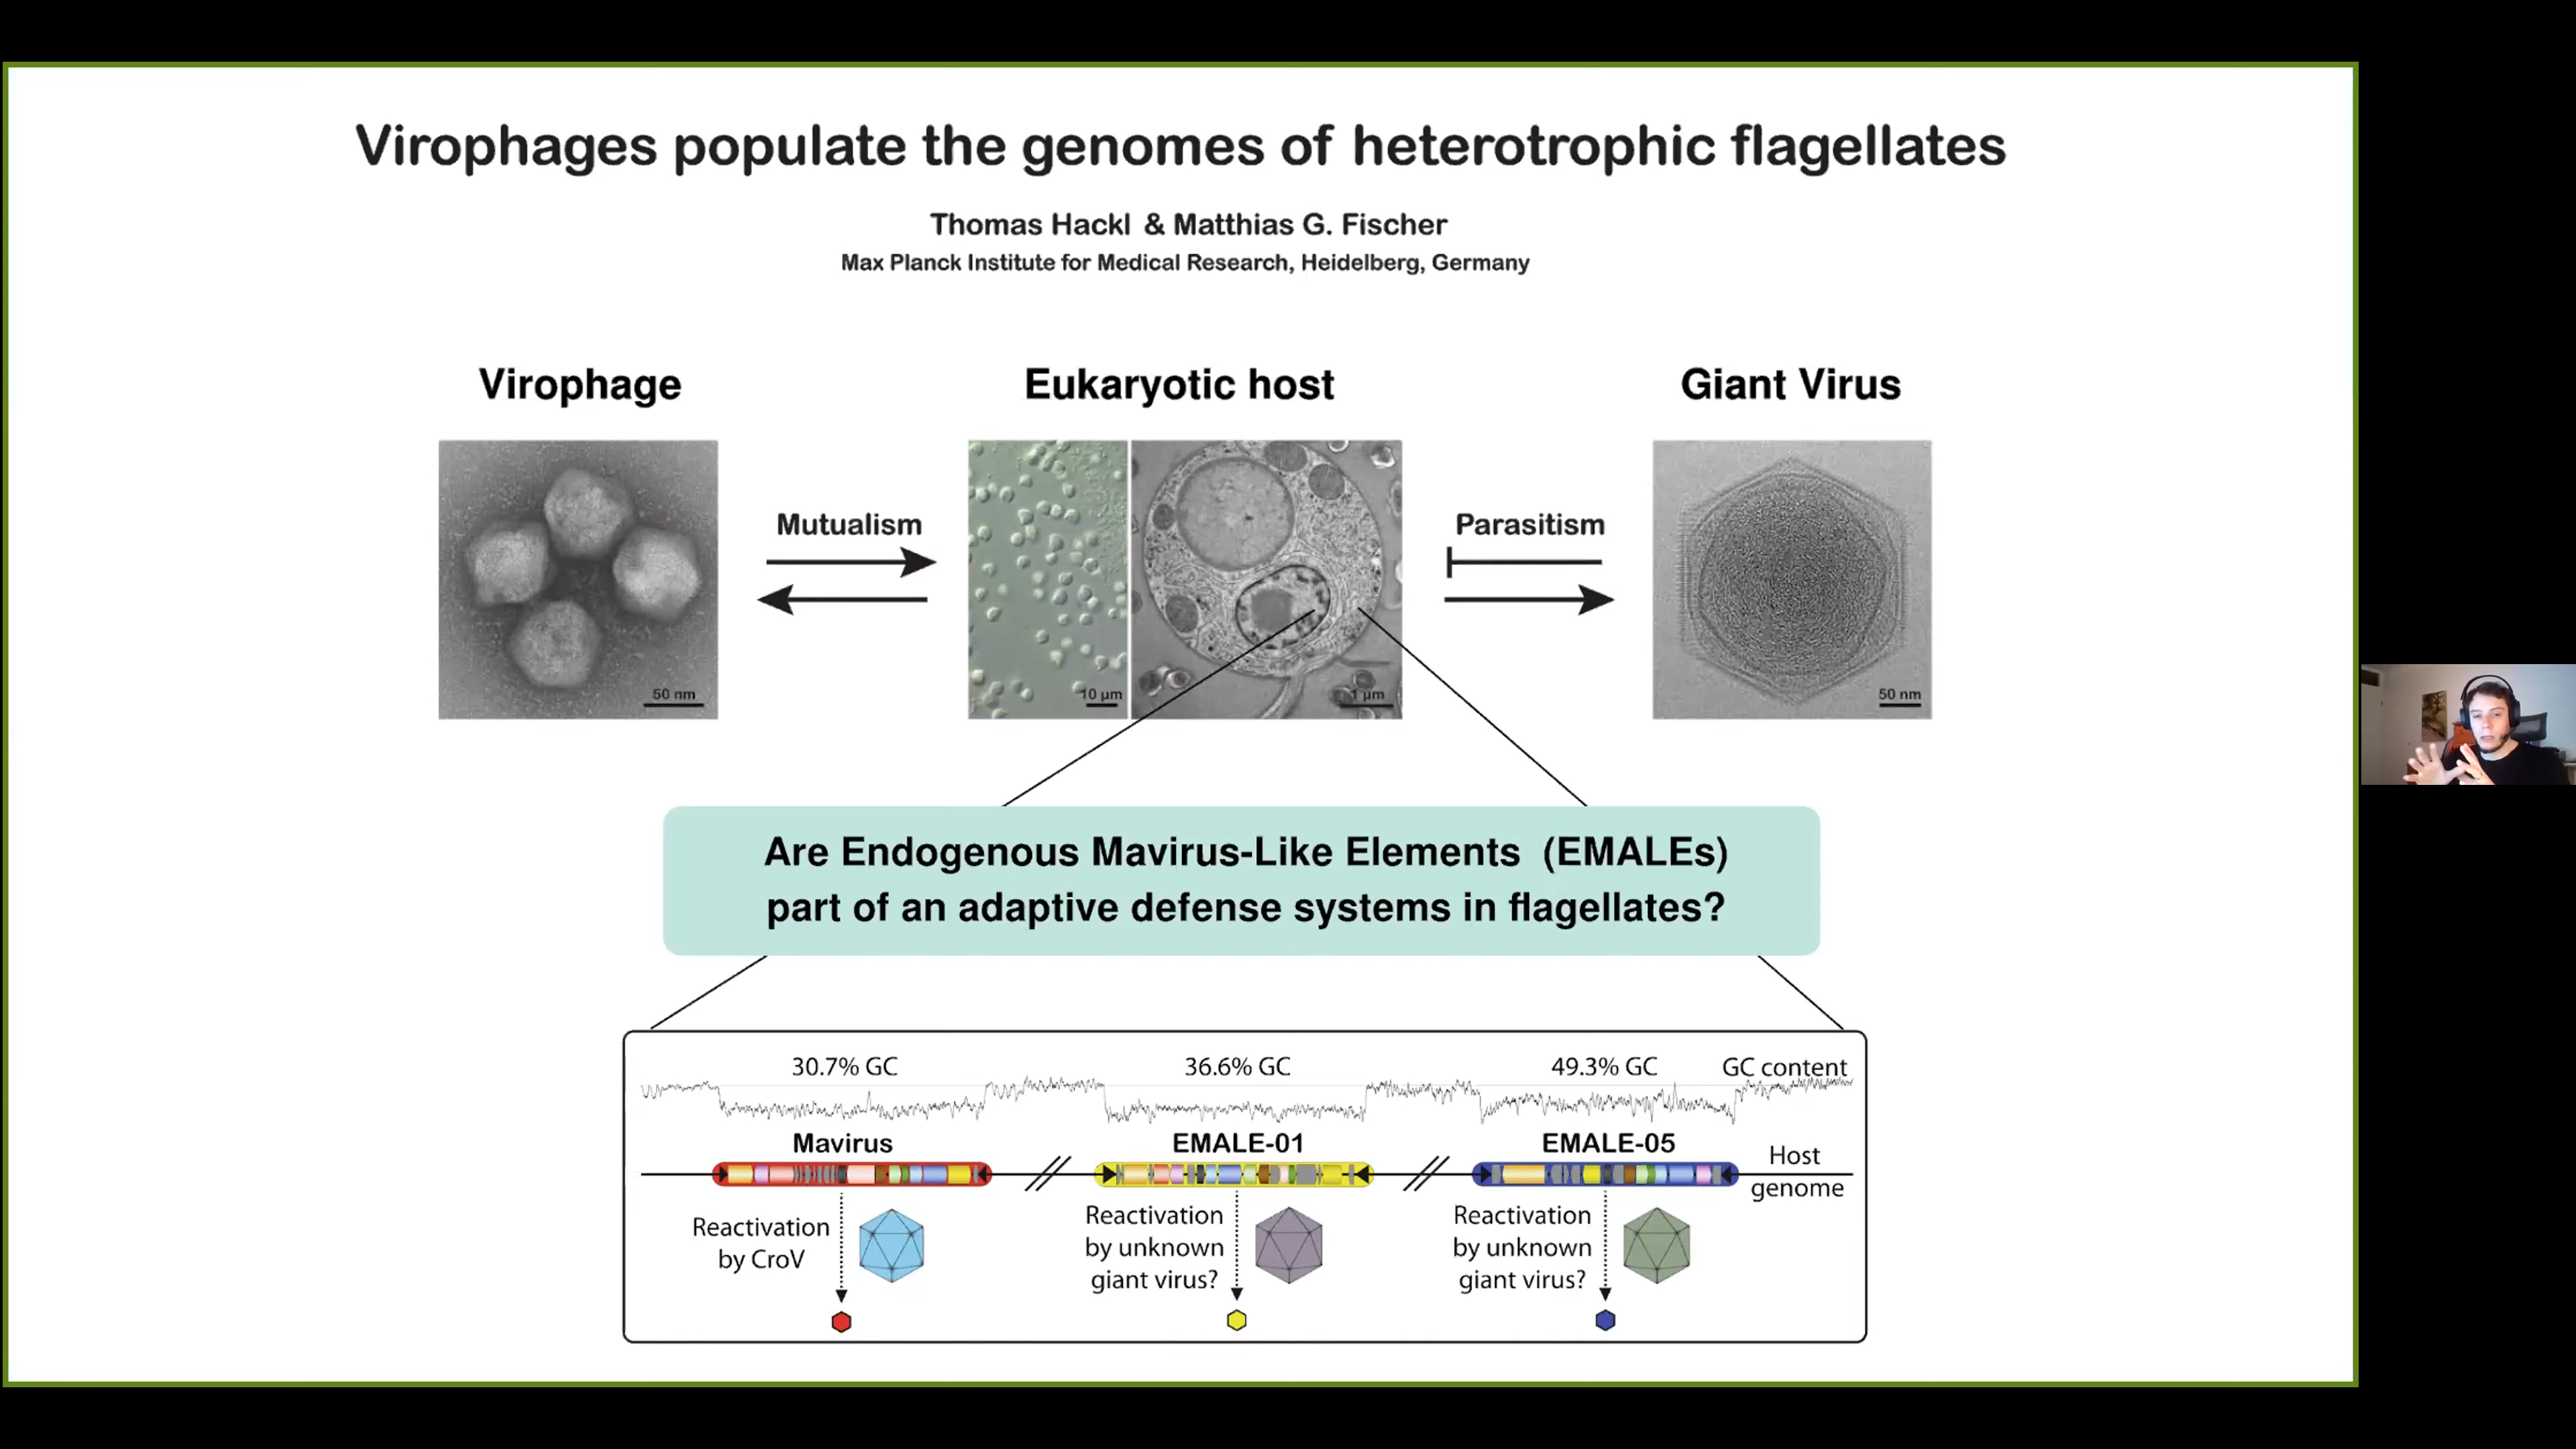 Virophages populate the genomes of heterotrophic flagellates
Thomas Hackl & Matthias G. Fischer
Max Planck Institute for Medical Research, Heidelberg, Germany
Virophage
Eukaryotic host
Giant Virus
Mutualism
Parasitism
50 nm
10 µm
1 µm
50 nm
Are Endogenous Mavirus-Like Elements (EMALEs)
part of an adaptive defense systems in flagellates?
30.7% GC
36.6% GC
49.3% GC
GC content
Mavirus
EMALE-01
EMALE-05
Host
genome
Reactivation
by CroV
Reactivation
by unknown
giant virus?
Reactivation
by unknown
giant virus?